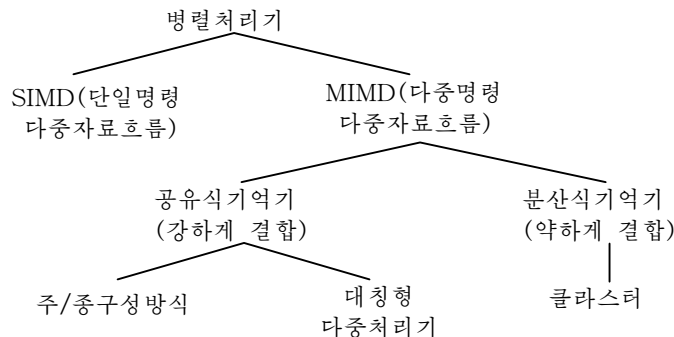 병렬처리기
SIMD(단일명령
다중자료흐름)
MIMD(다중명령
다중자료흐름)
공유식기억기
(강하게 결합)
분산식기억기
(약하게 결합)
주/종구성방식
대칭형
다중처리기
클라스터